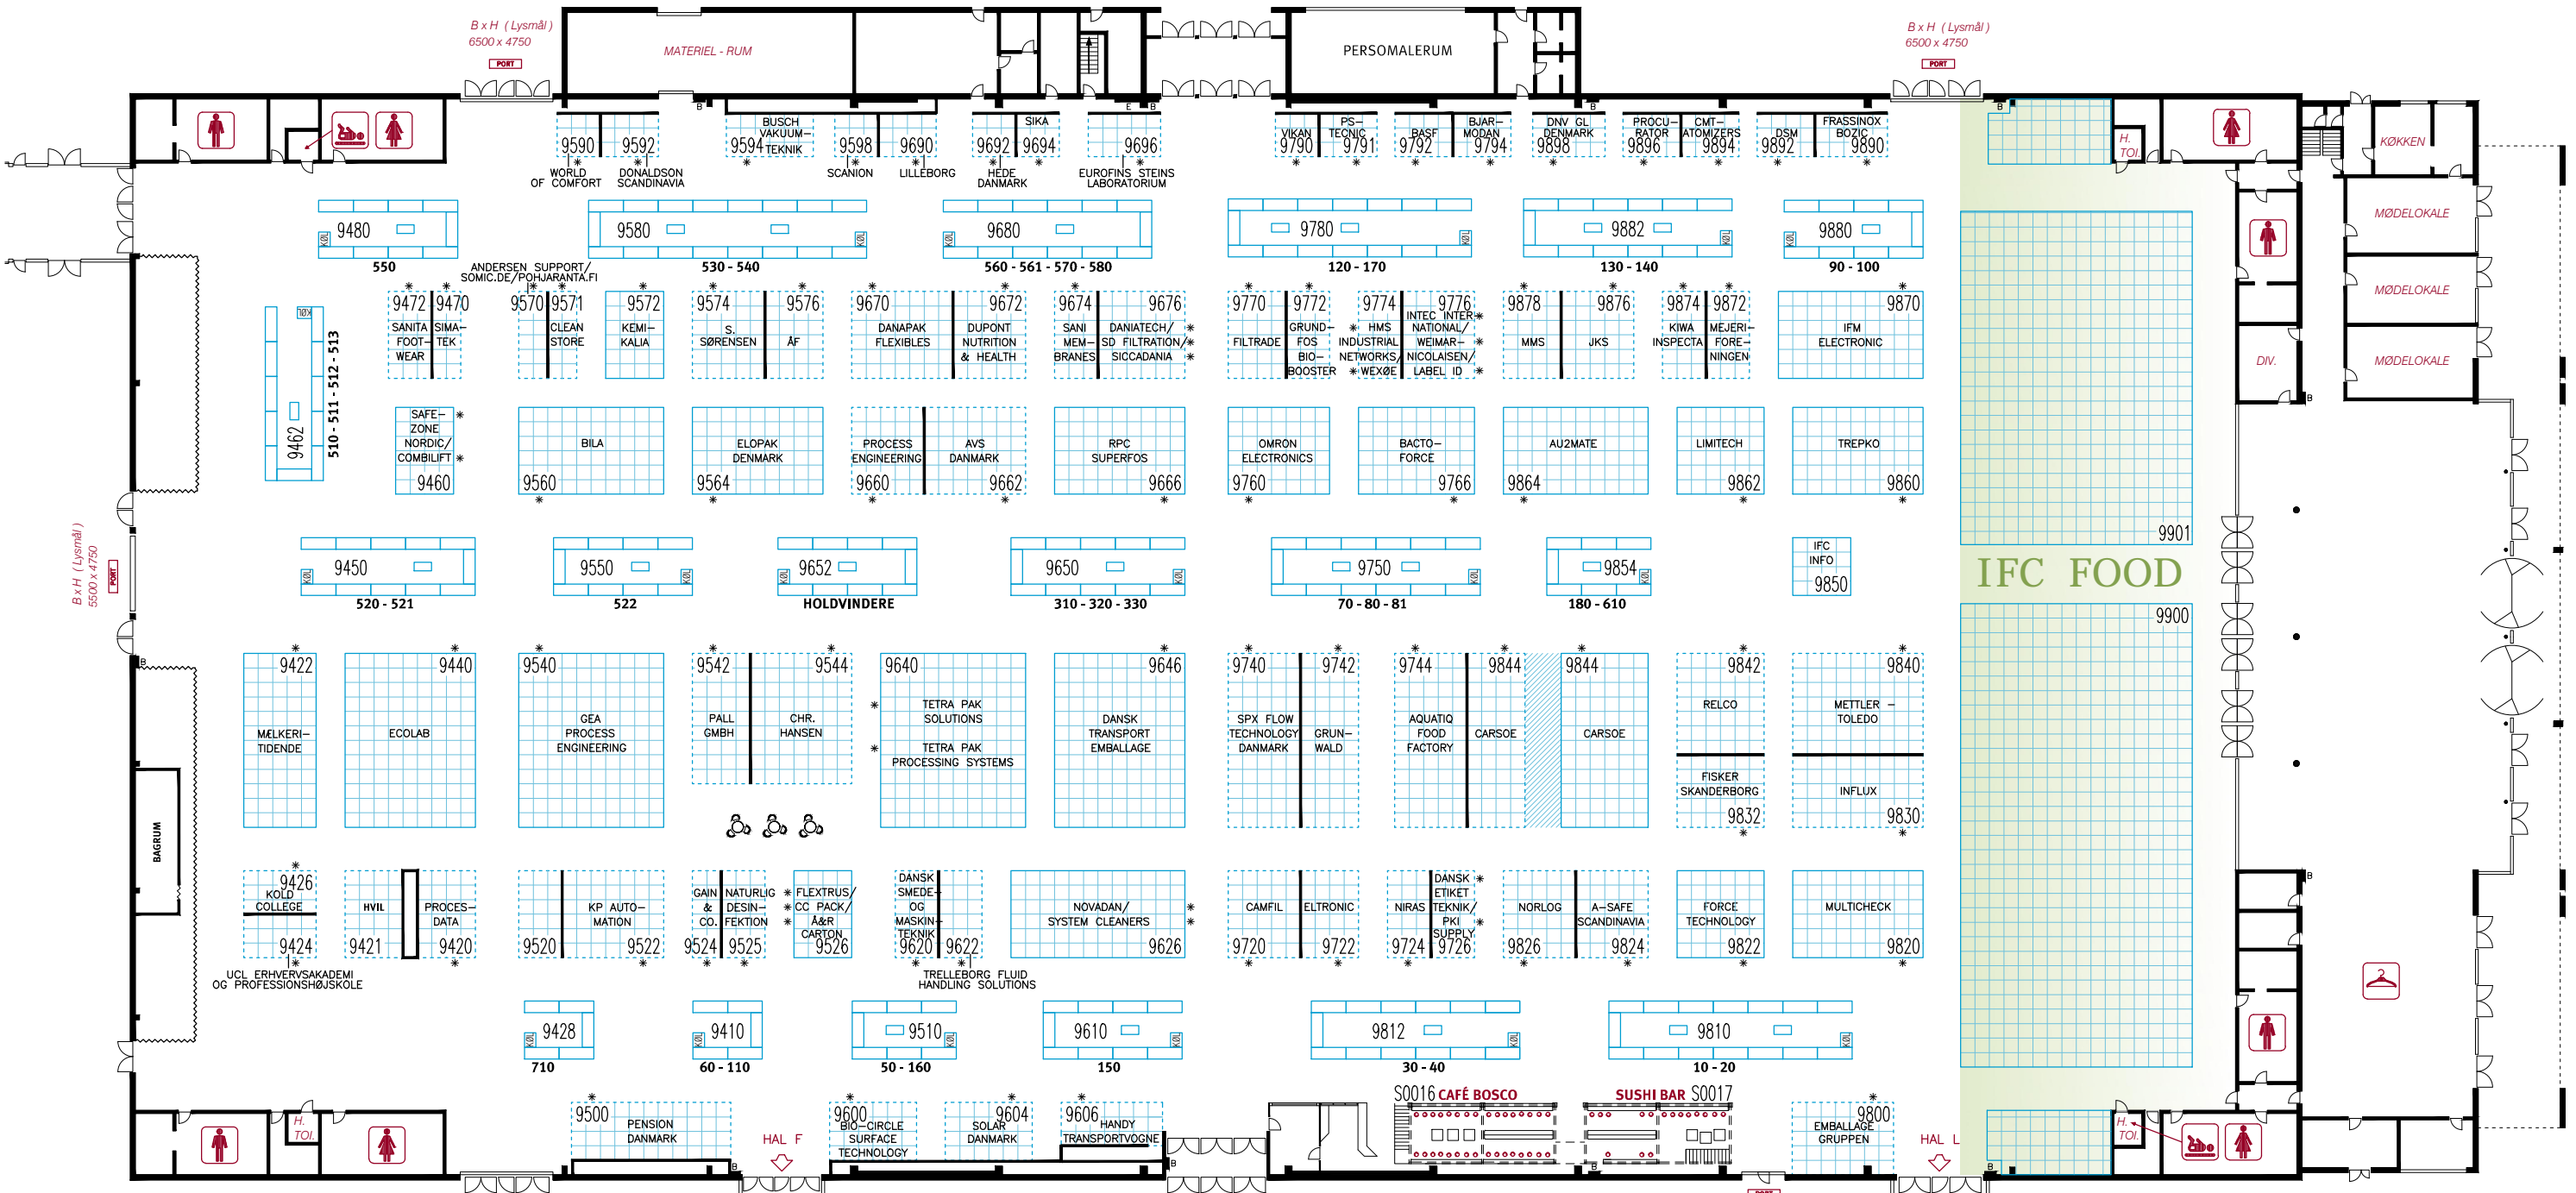 B x H ( Lysmål )
6500 x 4750
PORT
MATERIEL - RUM
PERSOMALERUM
B x H ( Lysmål )
6500 x 4750
PORT
B
E
B
B
B
9590
WORLD
OF COMFORT
9592
DONALDSON
SCANDINAVIA
BUSCH
VAKUUM-
9594 TEKNIK
9598
SCANION
9690
LILLEBORG
9692
HEDE
DANMARK
SIKA
9694
9696
EUROFINS STEINS
LABORATORIUM
VIKAN
9790
PS-
TECNIC
9791
BASF
9792
BJAR-
MODAN
9794
DNV GL
DENMARK
9898
PROCU-
RATOR
9896
CMT-
ATOMIZERS
9894
DSM
9892
FRASSINOX
BOZIC
9890
H.
TOI.
KØKKEN
MØDELOKALE
MØDELOKALE
MØDELOKALE
DIV.
B
9480
KØL
550
9580
KØL
530 - 540
9680
KØL
560 - 561 - 570 - 580
9780
KØL
120 - 170
9882
KØL
130 - 140
9880
KØL
90 - 100
ANDERSEN SUPPORT/
SOMIC.DE/POHJARANTA.FI
KØL
9462
510 - 511 - 512 - 513
9472
SANITA
FOOT-
WEAR
9470
SIMA-
TEK
9570
9571
CLEAN
STORE
9572
KEMI-
KALIA
9574
S.
SØRENSEN
9576
ÅF
9670
DANAPAK
FLEXIBLES
9672
DUPONT
NUTRITION
& HEALTH
9674
SANI
MEM-
BRANES
9676
DANIATECH/
SD FILTRATION/
SICCADANIA
9770
FILTRADE
9772
GRUND-
FOS
BIO-
BOOSTER
9774
HMS
INDUSTRIAL
NETWORKS/
WEXØE
9776
INTEC INTER-
NATIONAL/
WEIMAR-
NICOLAISEN/
LABEL ID
9878
MMS
9876
JKS
9874
KIWA
INSPECTA
9872
MEJERI-
FORE-
NINGEN
9870
IFM
ELECTRONIC
SAFE-
ZONE
NORDIC/
COMBILIFT
9460
BILA
9560
ELOPAK
DENMARK
9564
PROCESS
ENGINEERING
9660
AVS
DANMARK
9662
RPC
SUPERFOS
9666
OMRON
ELECTRONICS
9760
BACTO-
FORCE
9766
AU2MATE
9864
LIMITECH
9862
TREPKO
9860
9901
B x H ( Lysmål )
5500 x 4750
PORT
9450
KØL
520 - 521
9550
KØL
522
9652
KØL
HOLDVINDERE
9650
KØL
310 - 320 - 330
9750
KØL
70 - 80 - 81
9854
KØL
180 - 610
IFC
INFO
9850
IFC FOOD
9900
B
9422
MÆLKERI-
TIDENDE
9440
ECOLAB
9540
GEA
PROCESS
ENGINEERING
9542
PALL
GMBH
9544
CHR.
HANSEN
9640
TETRA PAK
SOLUTIONS
TETRA PAK
PROCESSING SYSTEMS
9646
DANSK
TRANSPORT
EMBALLAGE
9740
SPX FLOW
TECHNOLOGY
DANMARK
9742
GRUN-
WALD
9744
AQUATIQ
FOOD
FACTORY
9844
CARSOE
9844
CARSOE
9842
RELCO
FISKER
SKANDERBORG
9832
9840
METTLER -
TOLEDO
INFLUX
9830
BAGRUM
9426
KOLD
COLLEGE
9424
UCL ERHVERVSAKADEMI
OG PROFESSIONSHØJSKOLE
HVIL
9421
PROCES-
DATA
9420
9520
KP AUTO-
MATION
9522
GAIN
&
CO.
9524
NATURLIG
DESIN-
FEKTION
9525
FLEXTRUS/
CC PACK/
Å&R
CARTON
9526
DANSK
SMEDE-
OG
MASKIN-
TEKNIK
9620
9622
TRELLEBORG FLUID
HANDLING SOLUTIONS
NOVADAN/
SYSTEM CLEANERS
9626
CAMFIL
9720
ELTRONIC
9722
NIRAS
9724
DANSK
ETIKET
TEKNIK/
PKI
SUPPLY
9726
NORLOG
9826
A-SAFE
SCANDINAVIA
9824
FORCE
TECHNOLOGY
9822
MULTICHECK
9820
B
9428
KØL
710
9410
KØL
60 - 110
9510
KØL
50 - 160
9610
KØL
150
9812
30 - 40
9810
10 - 20
H.
TOI.
9500
PENSION
DANMARK
B
HAL F
9600
BIO-CIRCLE
SURFACE
TECHNOLOGY
9604
SOLAR
DANMARK
9606
HANDY
TRANSPORTVOGNE
B
S0016 CAFÉ BOSCO
SUSHI BAR S0017
B
PORT
9800
EMBALLAGE
GRUPPEN
HAL L
B
H.
TOI.